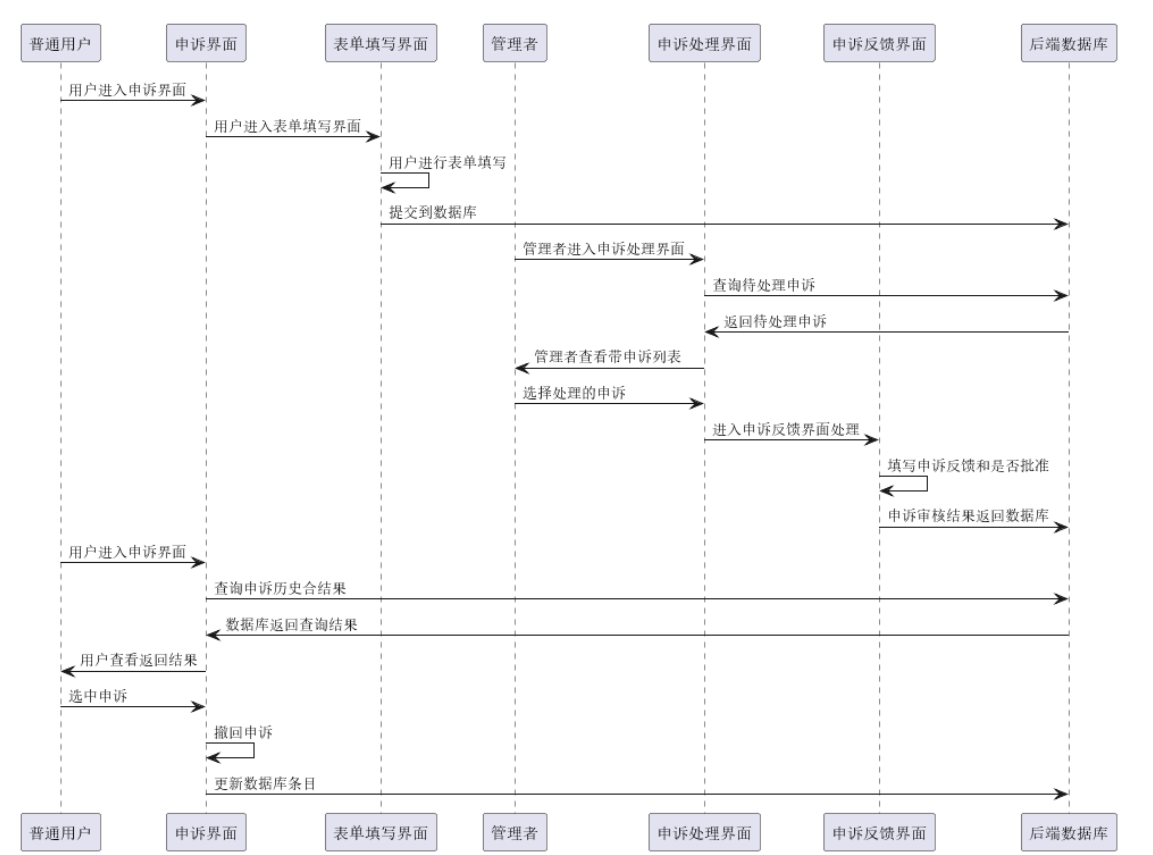 普通用户 申诉界面 表单填写界面 管理者 申诉处理界面 申诉反馈界面 后端数据库
用户进入申诉界面
用户进入表单填写界面
用户进行表单填写
提交到数据库
管理者进入申诉处理界面
查询待处理申诉
返回待处理申诉
管理者查看带申诉列表
选择处理的申诉
进入申诉反馈界面处理
填写申诉反馈和是否批准
申诉审核结果返回数据库
用户进入申诉界面
查询申诉历史合结果
数据库返回查询结果
用户查看返回结果
选中申诉
撤回申诉
更新数据库条目
普通用户 申诉界面 表单填写界面 管理者 申诉处理界面 申诉反馈界面 后端数据库